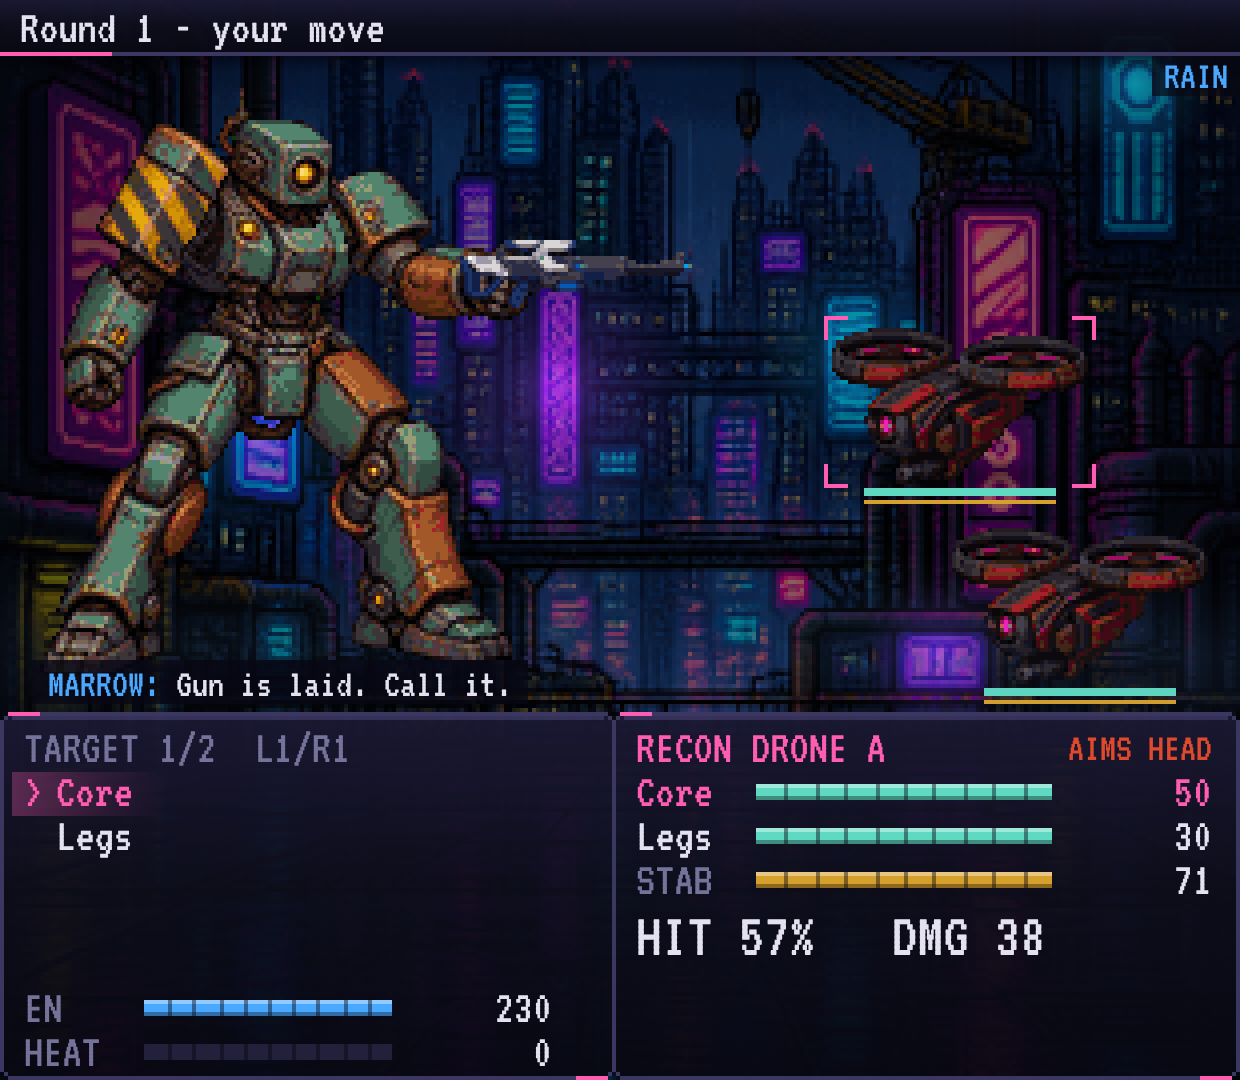 Round 1 - your move
RAIN
MARROW: Gun is laid. Call it.
TARGET 1/2 L1/R1
> Core
Legs
EN 230
HEAT 0
RECON DRONE A AIMS HEAD
Core 50
Legs 30
STAB 71
HIT 57% DMG 38